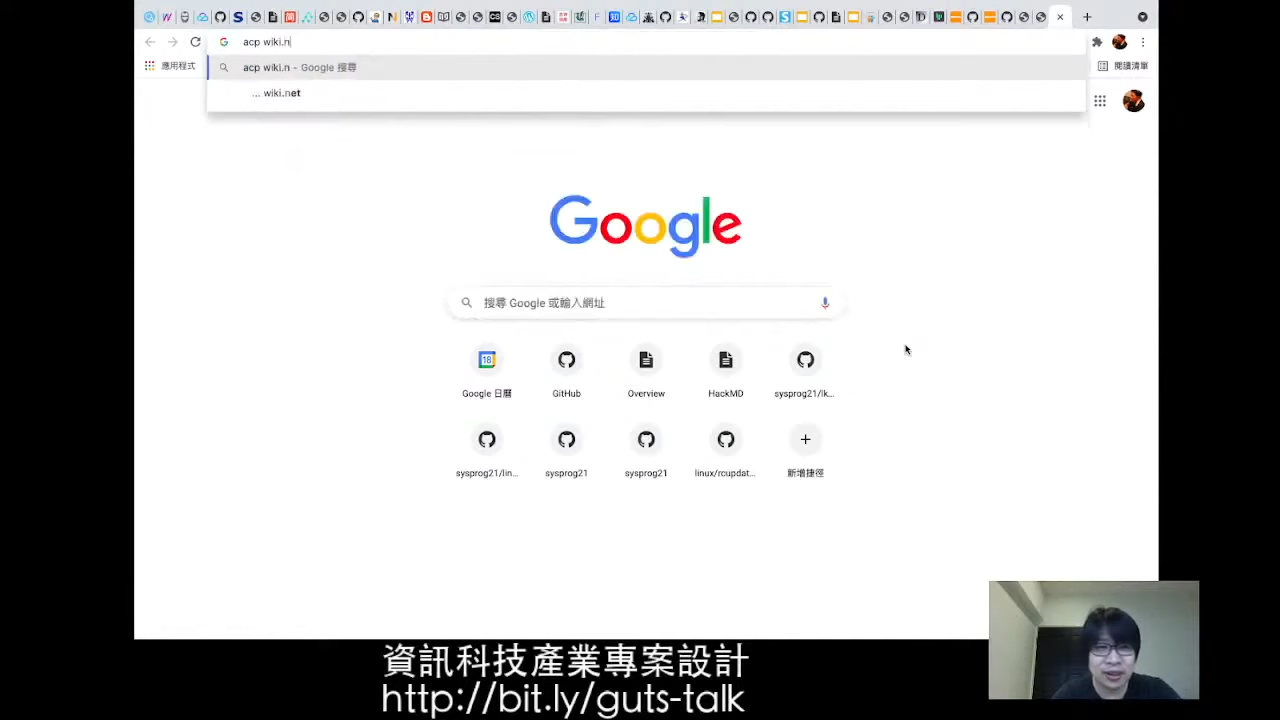 acp wiki.n
acp wiki.n - Google 搜尋
... wiki.net
應用程式
閱讀清單
Google
搜尋 Google 或輸入網址
18
Google 日曆
GitHub
Overview
HackMD
sysprog21/lk...
sysprog21/lin...
sysprog21
sysprog21
linux/rcupdat...
新增捷徑
資訊科技產業專案設計
http://bit.ly/guts-talk